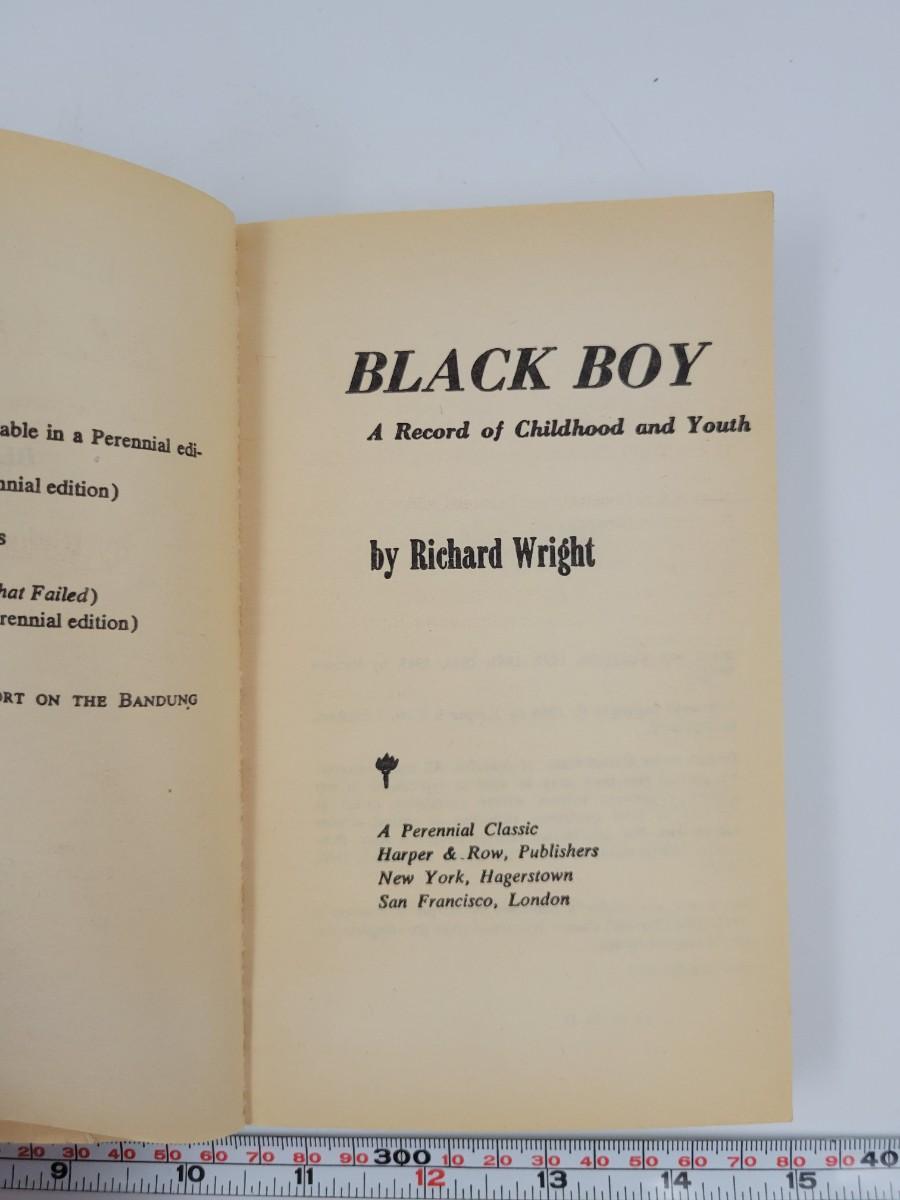 able in a Perennial edi-
nnial edition)
s
hat Failed)
rennial edition)
ORT ON THE BANDUNG
BLACK BOY
A Record of Childhood and Youth
by Richard Wright
A Perennial Classic
Harper & Row, Publishers
New York, Hagerstown
San Francisco, London
20 30 40 50 60 70 80 90 300 10 20 30 40 50 60 70 80 90 40
9 10 11 12 13 14 15